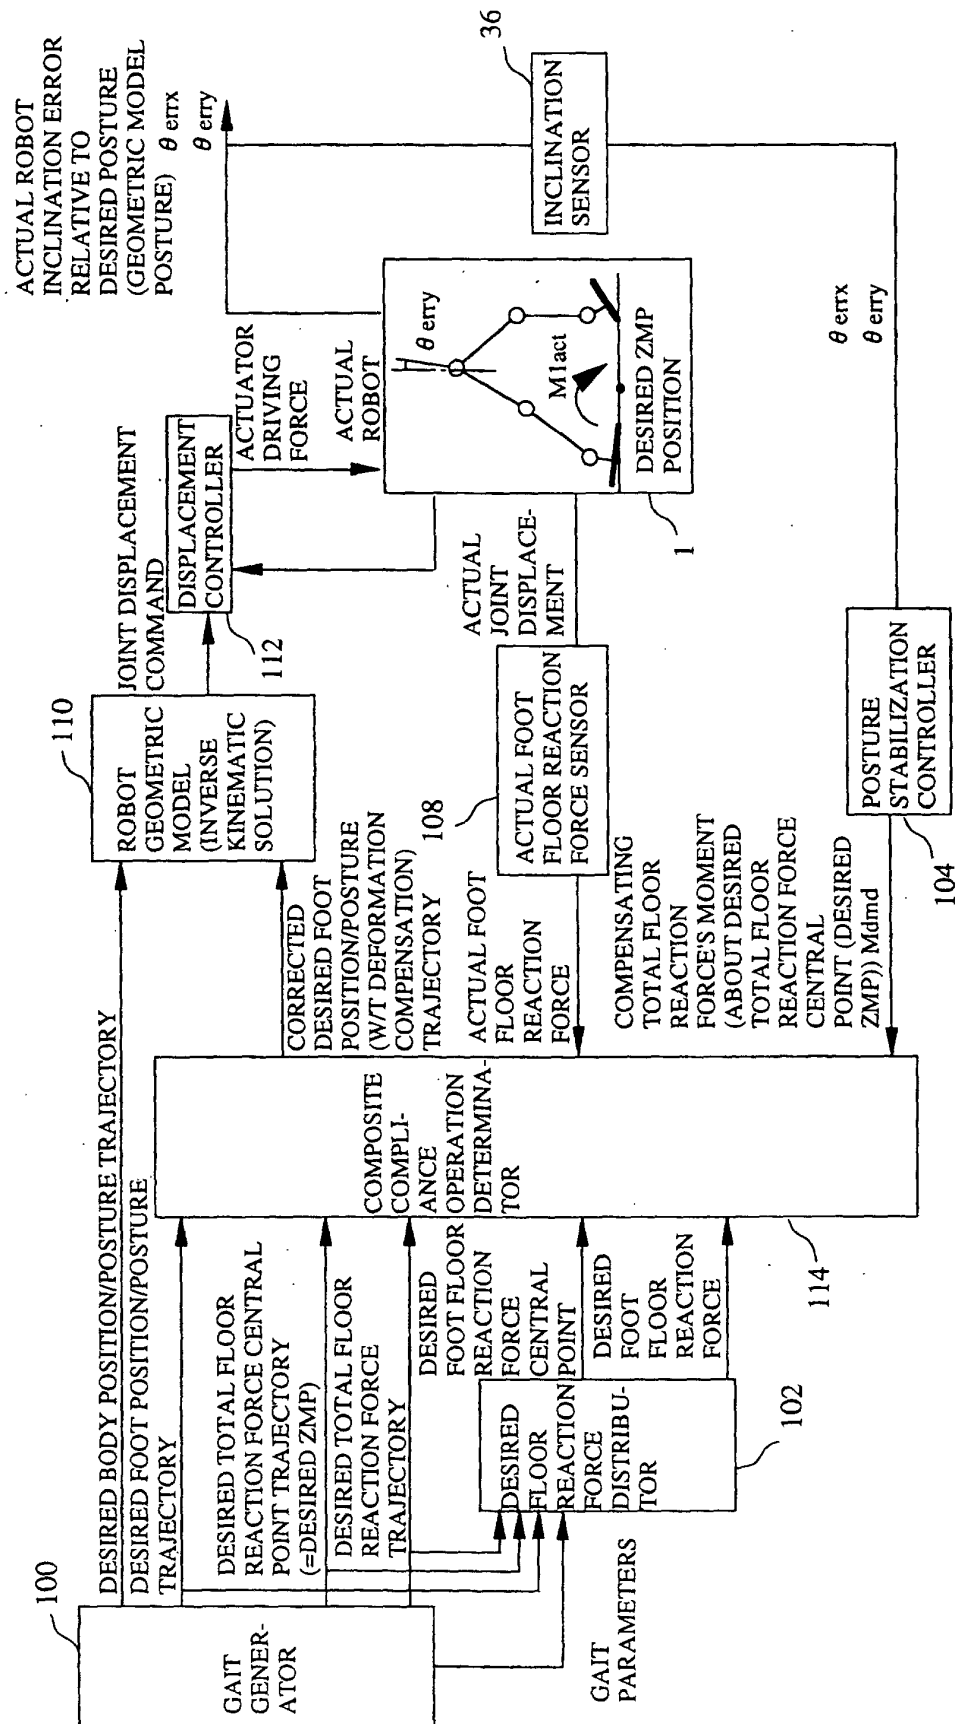 100
GAIT
GENER-
ATOR
DESIRED BODY POSITION/POSTURE TRAJECTORY
DESIRED FOOT POSITION/POSTURE
TRAJECTORY
DESIRED TOTAL FLOOR
REACTION FORCE CENTRAL
POINT TRAJECTORY
(=DESIRED ZMP)
DESIRED TOTAL FLOOR
REACTION FORCE
TRAJECTORY
GAIT
PARAMETERS
DESIRED
FLOOR
REACTION
FORCE
DISTRIBU-
TOR
102
DESIRED
FOOT FLOOR
REACTION
FORCE
CENTRAL
POINT
DESIRED
FOOT
FLOOR
REACTION
FORCE
COMPOSITE
COMPLI-
ANCE
OPERATION
DETERMINA-
TOR
114
CORRECTED
DESIRED FOOT
POSITION/POSTURE
(W/T DEFORMATION
COMPENSATION)
TRAJECTORY
110
ROBOT
GEOMETRIC
MODEL
(INVERSE
KINEMATIC
SOLUTION)
JOINT DISPLACEMENT
COMMAND
DISPLACEMENT
CONTROLLER
112
ACTUATOR
DRIVING
FORCE
ACTUAL
ROBOT
θ erry
M1act
DESIRED ZMP
POSITION
1
ACTUAL
JOINT
DISPLACE-
MENT
108
ACTUAL FOOT
FLOOR REACTION
FORCE SENSOR
ACTUAL FOOT
FLOOR
REACTION
FORCE
COMPENSATING
TOTAL FLOOR
REACTION
FORCE'S MOMENT
(ABOUT DESIRED
TOTAL FLOOR
REACTION FORCE
CENTRAL
POINT (DESIRED
ZMP)) Mdmd
POSTURE
STABILIZATION
CONTROLLER
104
θ errx
θ erry
INCLINATION
SENSOR
36
ACTUAL ROBOT
INCLINATION ERROR
RELATIVE TO
DESIRED POSTURE
(GEOMETRIC MODEL
POSTURE) θ errx
θ erry